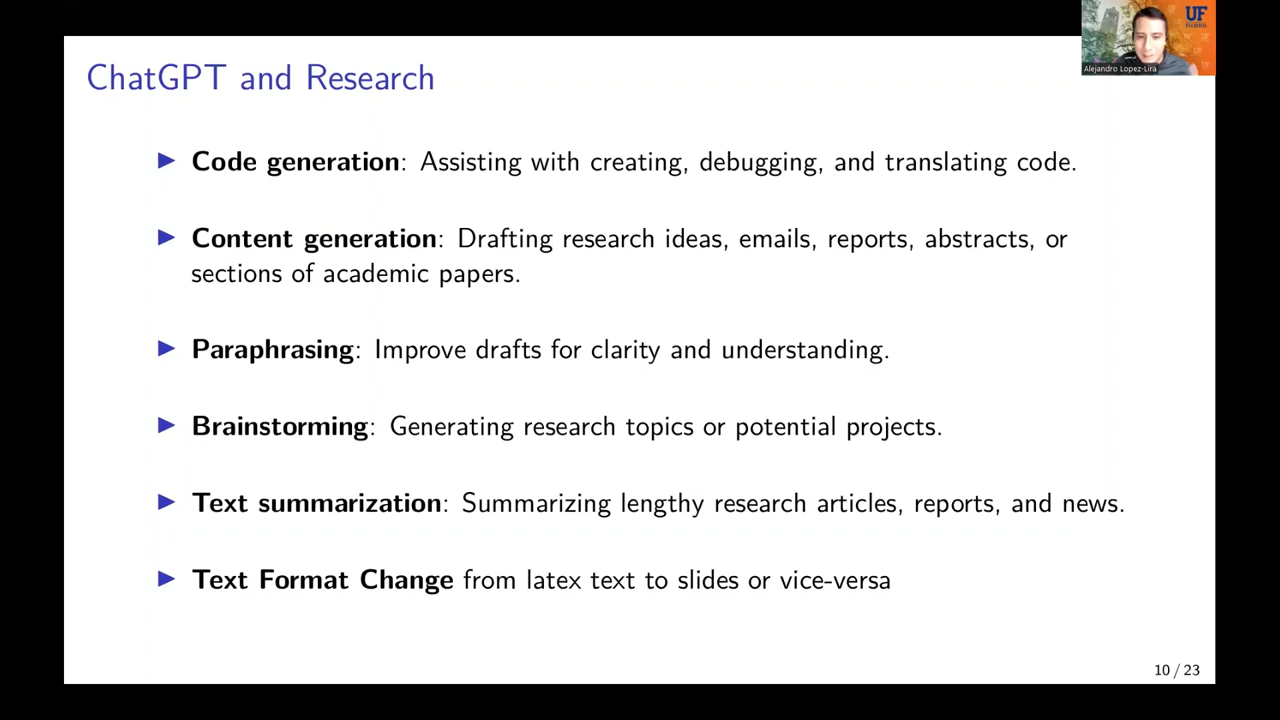 ChatGPT and Research
▶ Code generation: Assisting with creating, debugging, and translating code.
▶ Content generation: Drafting research ideas, emails, reports, abstracts, or
sections of academic papers.
▶ Paraphrasing: Improve drafts for clarity and understanding.
▶ Brainstorming: Generating research topics or potential projects.
▶ Text summarization: Summarizing lengthy research articles, reports, and news.
▶ Text Format Change from latex text to slides or vice-versa
10 / 23
UF
Alejandro Lopez-Lira